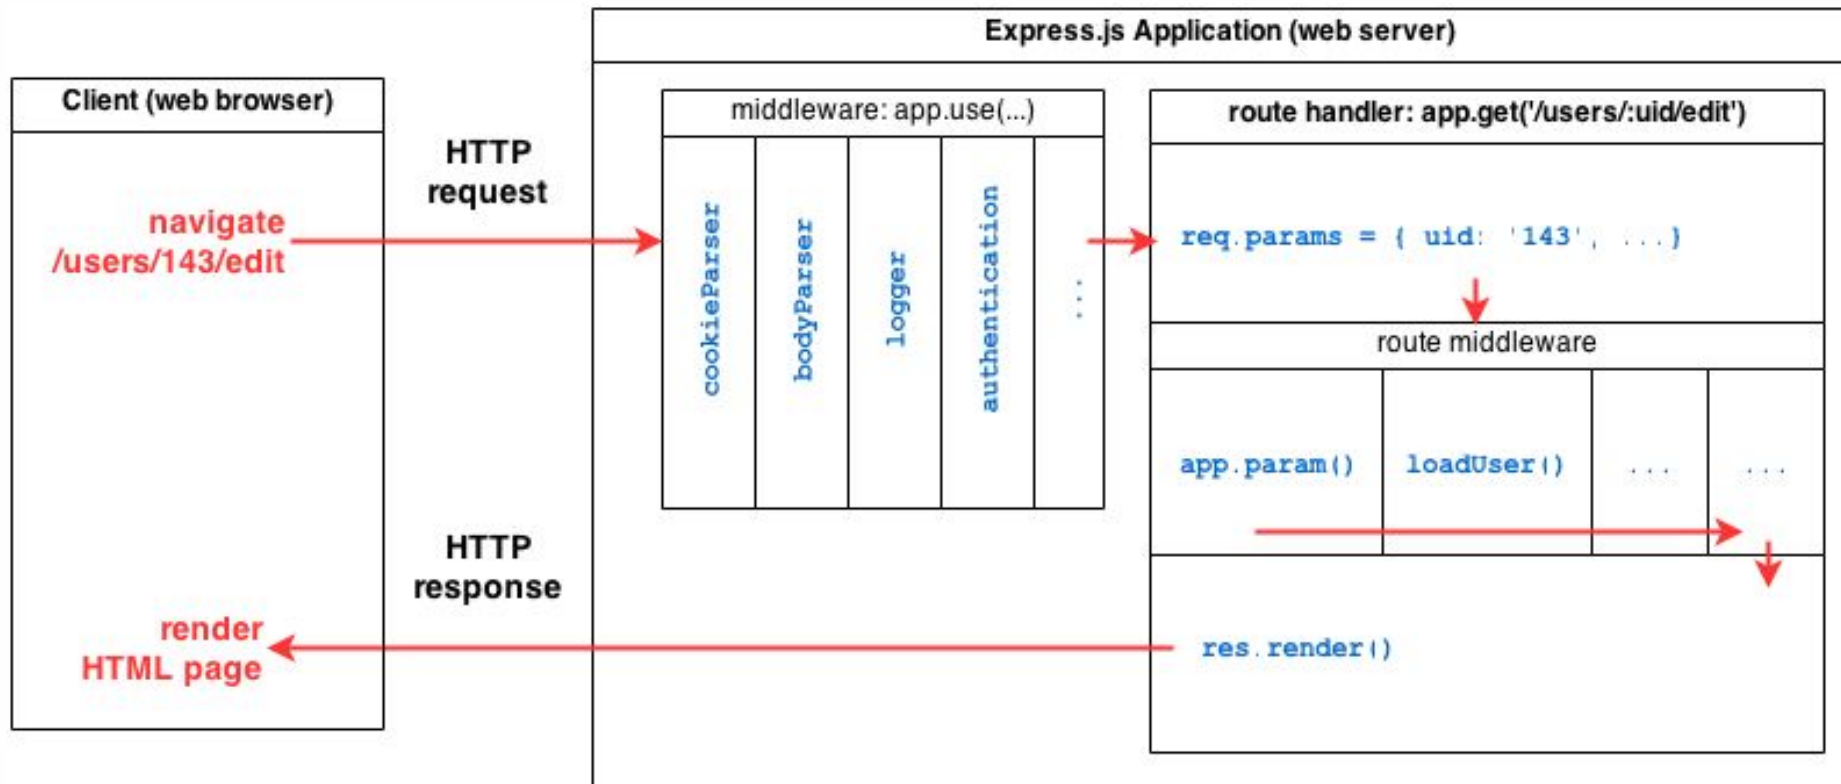 Express.js Application (web server)
Client (web browser)
navigate
/users/143/edit
HTTP
request
middleware: app.use(...)
cookieParser
bodyParser
logger
authentication
...
route handler: app.get('/users/:uid/edit')
req.params = { uid: '143', ...}
route middleware
app.param()
loadUser()
...
...
HTTP
response
res.render()
render
HTML page